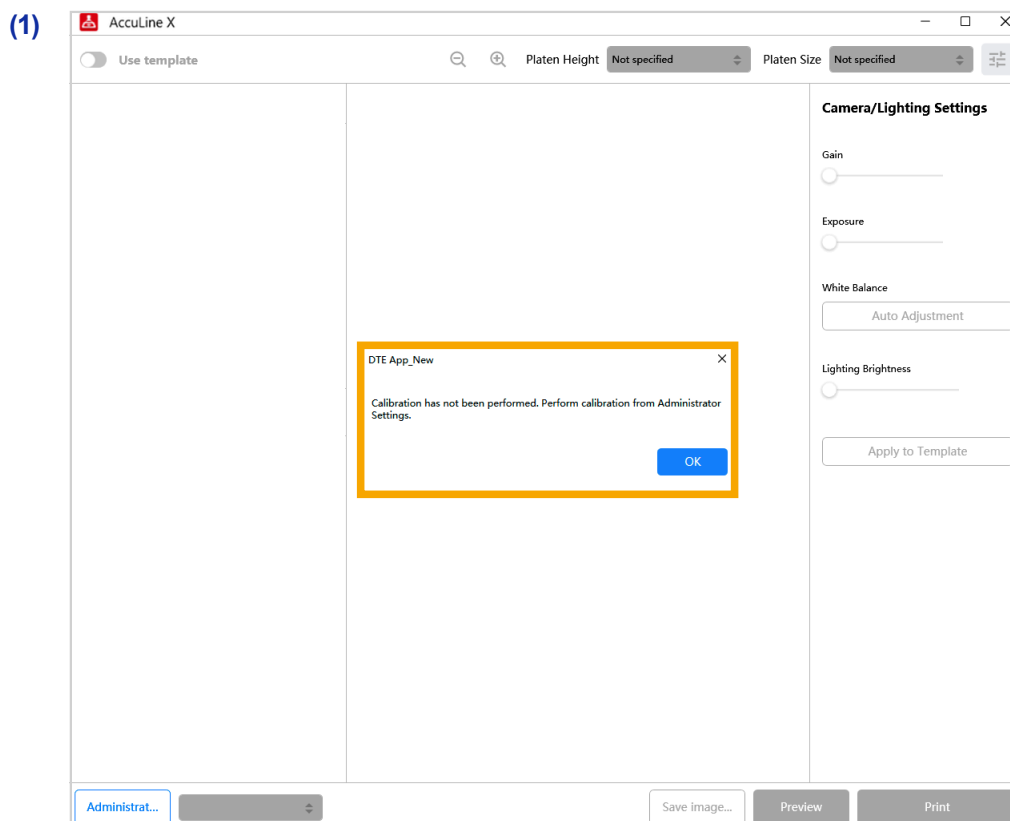 (1)
AccuLine X
Use template
Platen Height
Not specified
Platen Size
Not specified
Camera/Lighting Settings
Gain
Exposure
White Balance
Auto Adjustment
DTE App_New
Lighting Brightness
Calibration has not been performed. Perform calibration from Administrator
Settings.
OK
Apply to Template
Administrat...
Save image...
Preview
Print